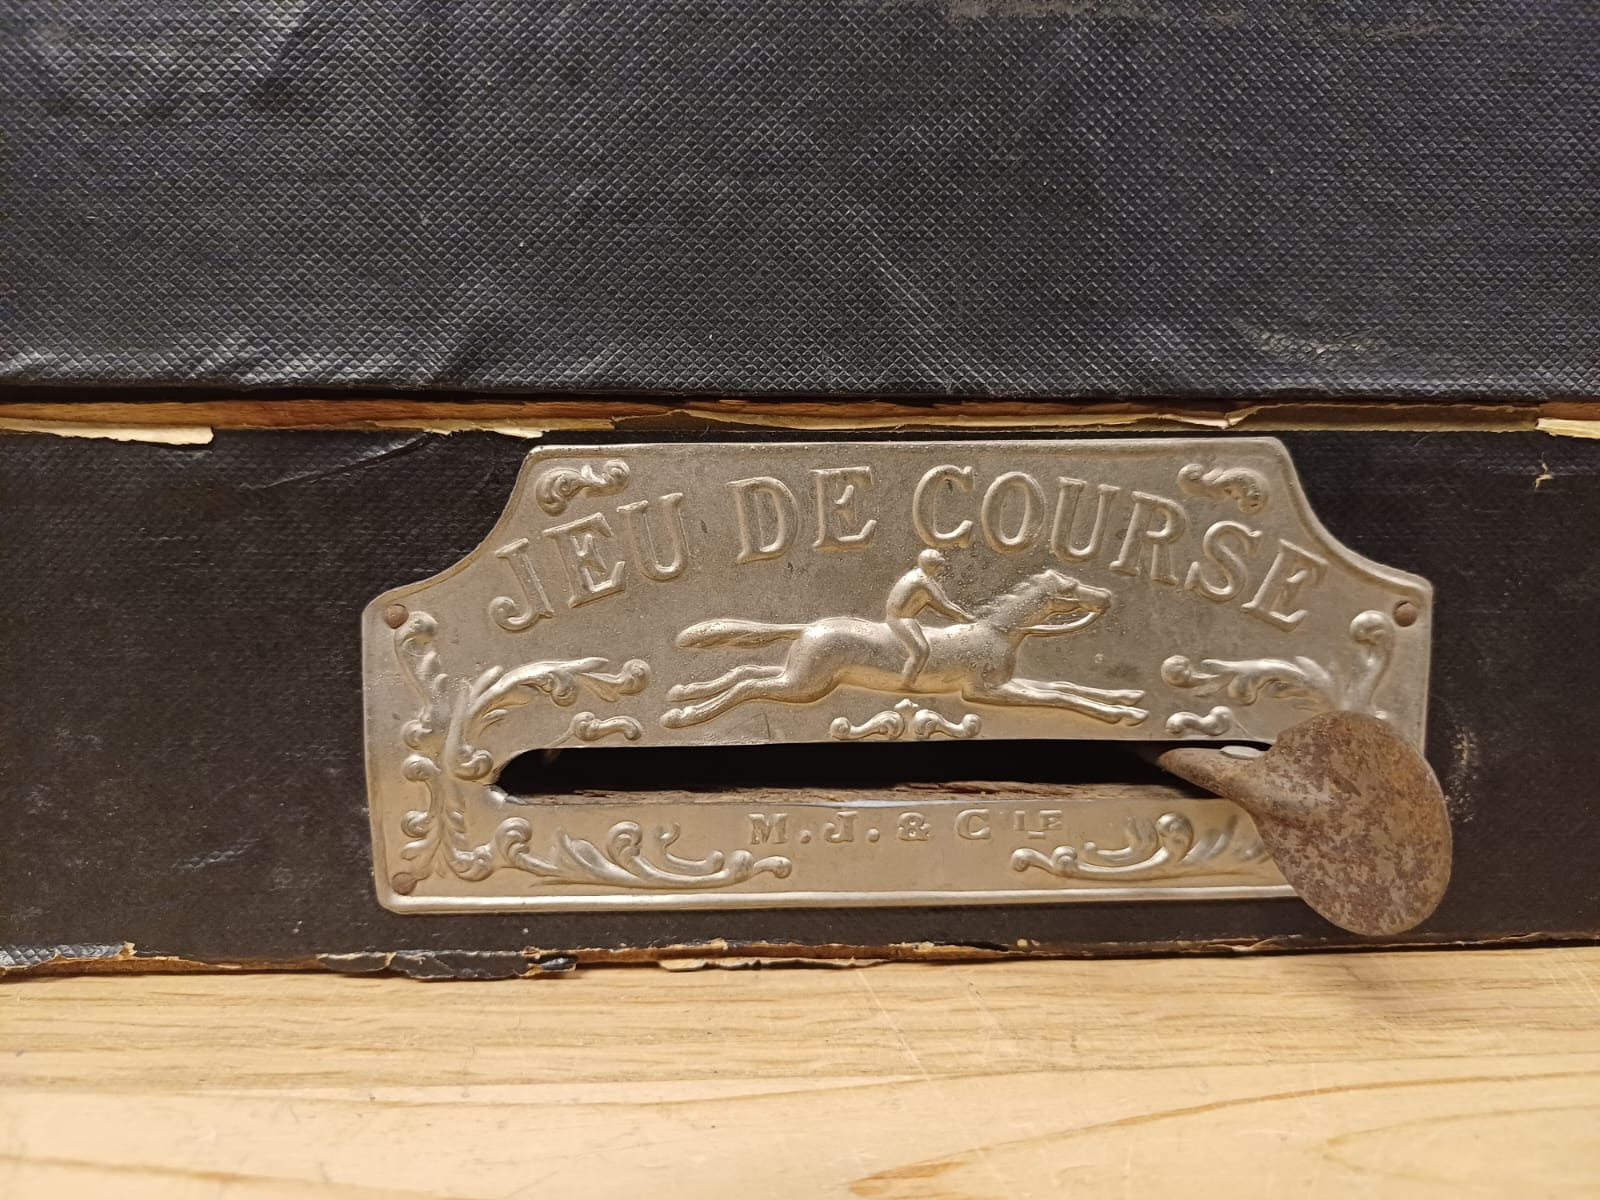 JEU DE COURSE
M.J. & CIE